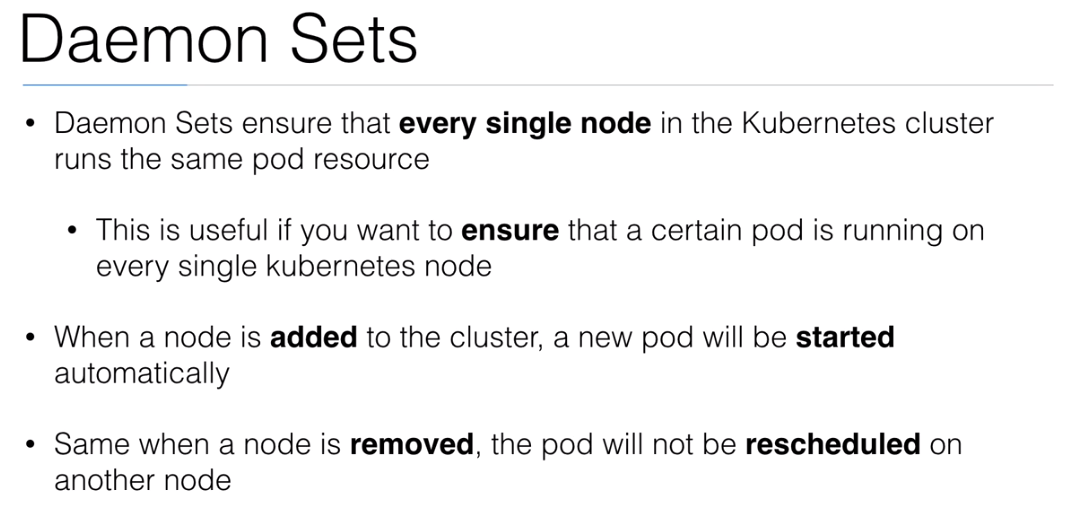 Daemon Sets
• Daemon Sets ensure that every single node in the Kubernetes cluster
runs the same pod resource
• This is useful if you want to ensure that a certain pod is running on
every single kubernetes node
• When a node is added to the cluster, a new pod will be started
automatically
• Same when a node is removed, the pod will not be rescheduled on
another node